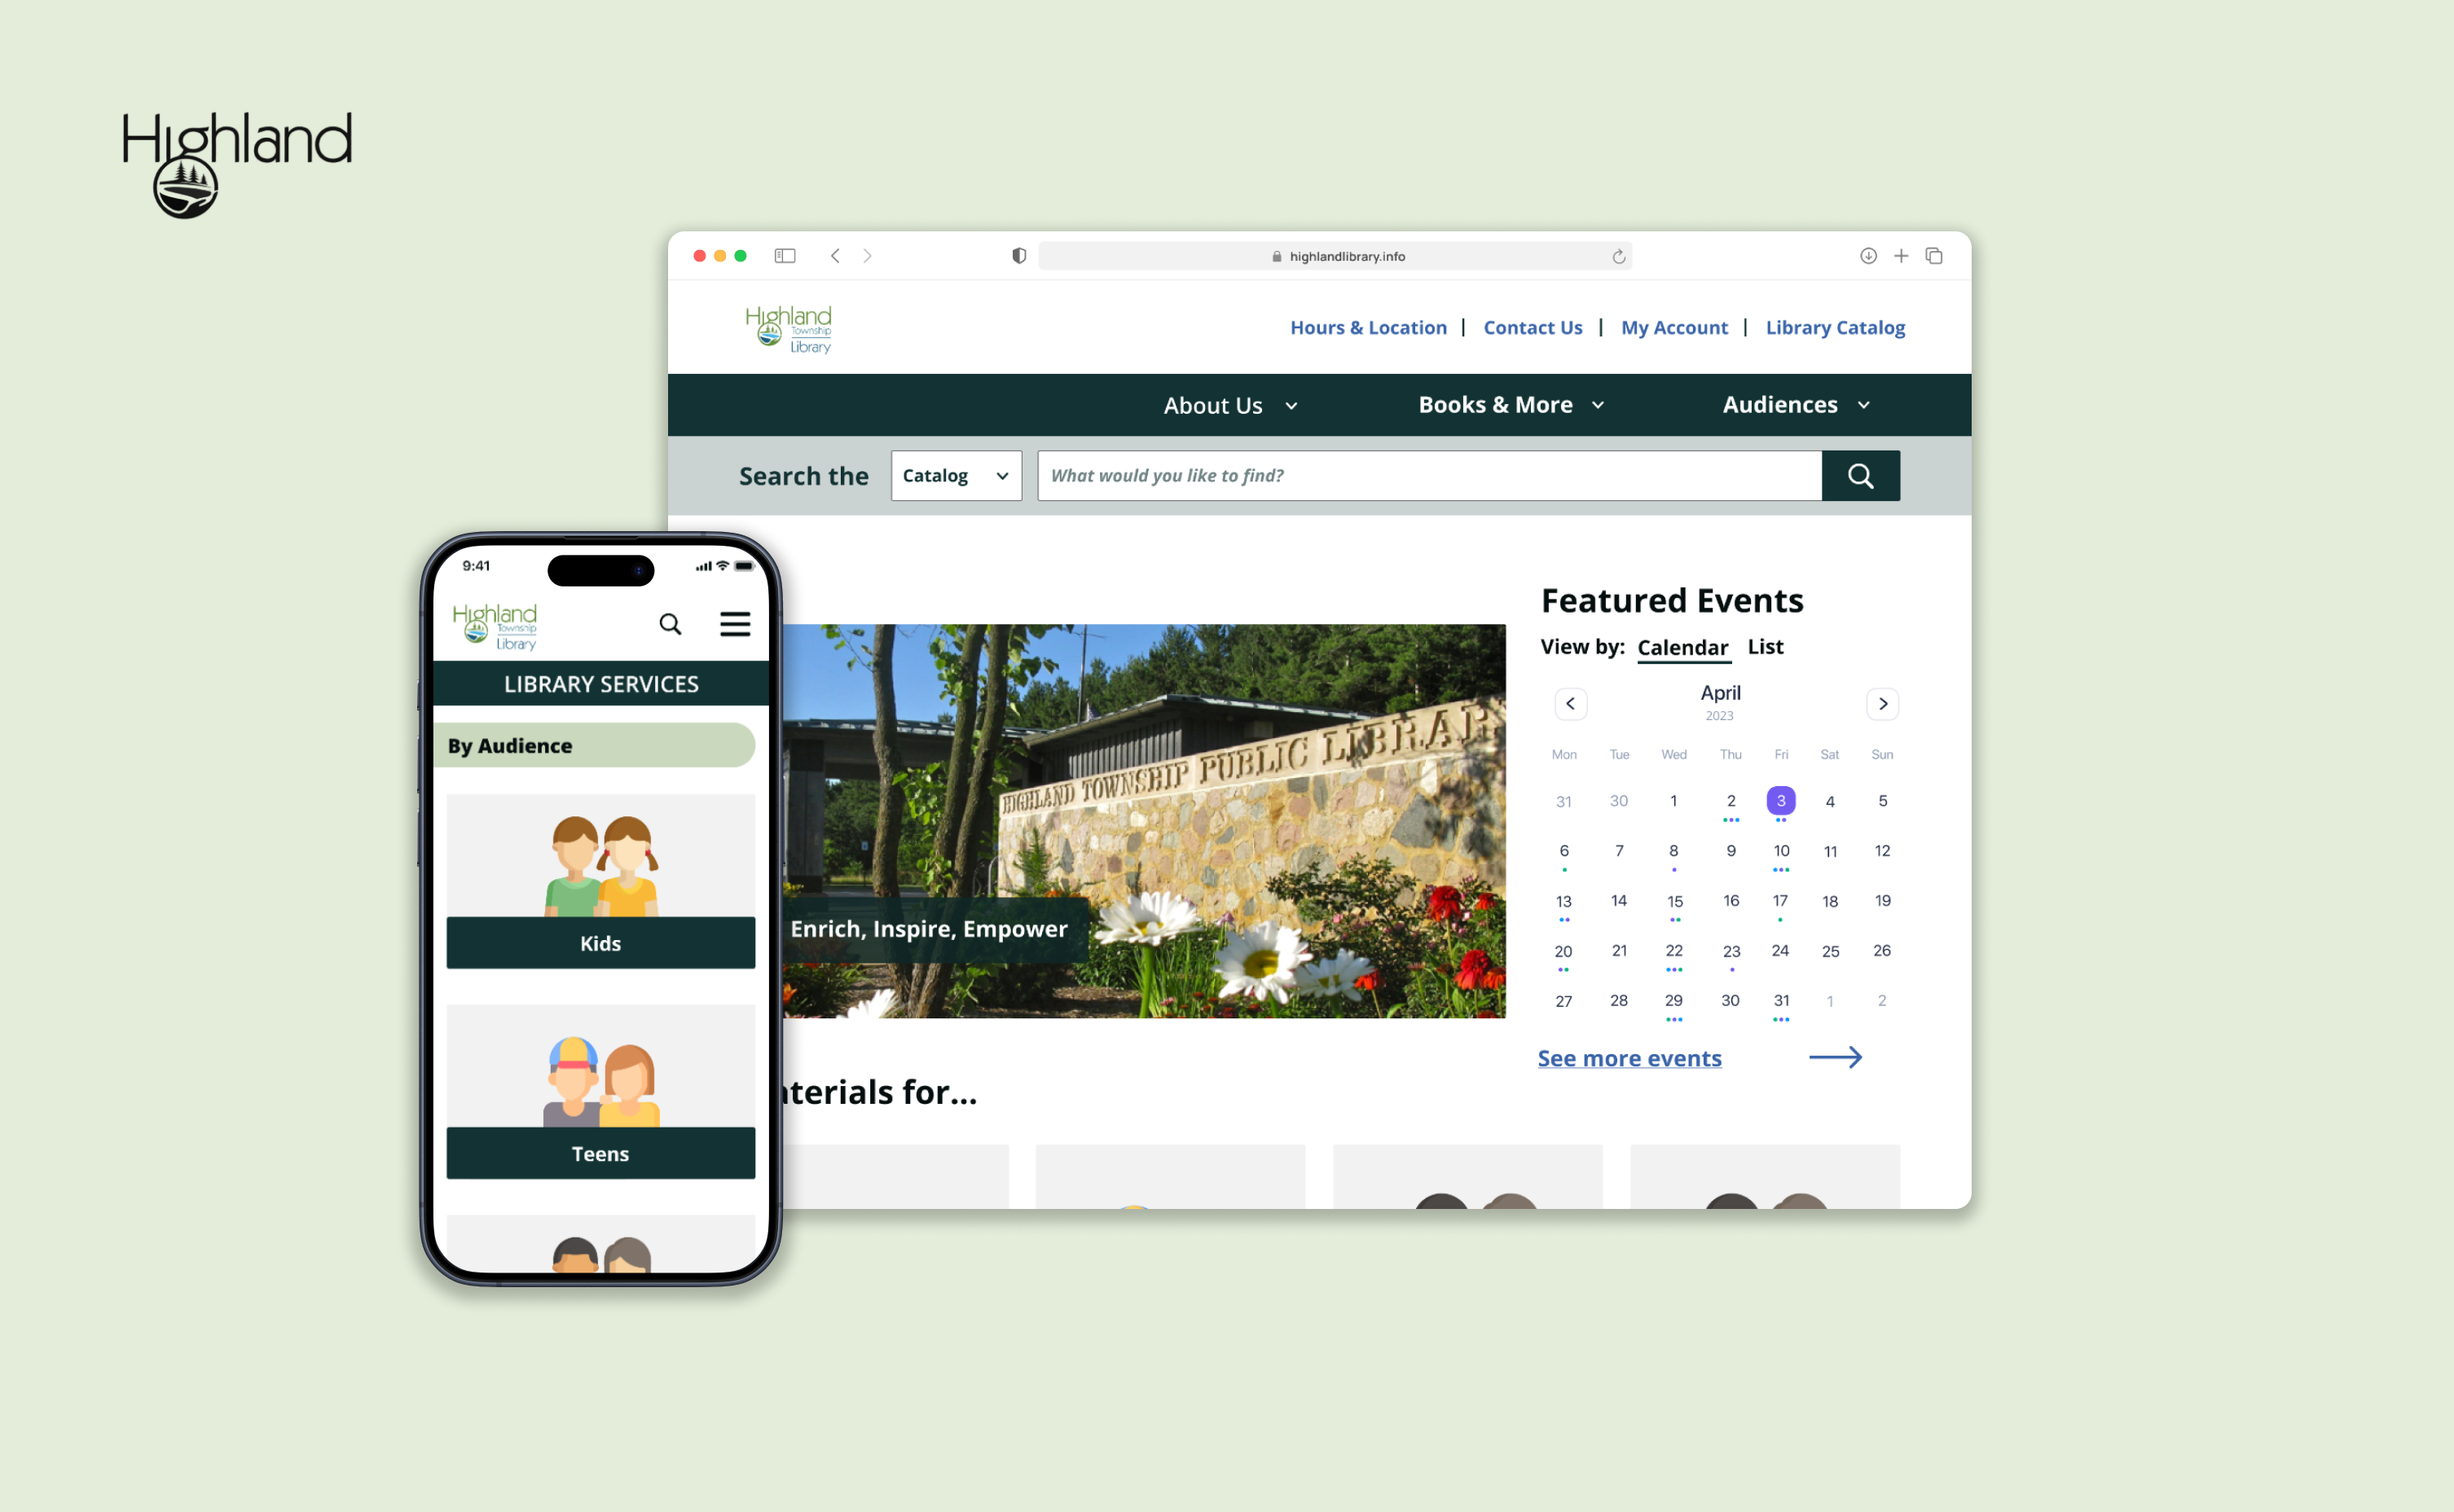 Highland
highlandlibrary.info
Highland
Township
Library
Hours & Location | Contact Us | My Account | Library Catalog
About Us Books & More Audiences
Search the Catalog What would you like to find?
Featured Events
View by: Calendar List
April
2023
Mon Tue Wed Thu Fri Sat Sun
31 30 1 2 3 4 5
6 7 8 9 10 11 12
13 14 15 16 17 18 19
20 21 22 23 24 25 26
27 28 29 30 31 1 2
See more events
HIGHLAND TOWNSHIP PUBLIC LIBRAR
Enrich, Inspire, Empower
aterials for...
9:41
Highland
Township
Library
LIBRARY SERVICES
By Audience
Kids
Teens